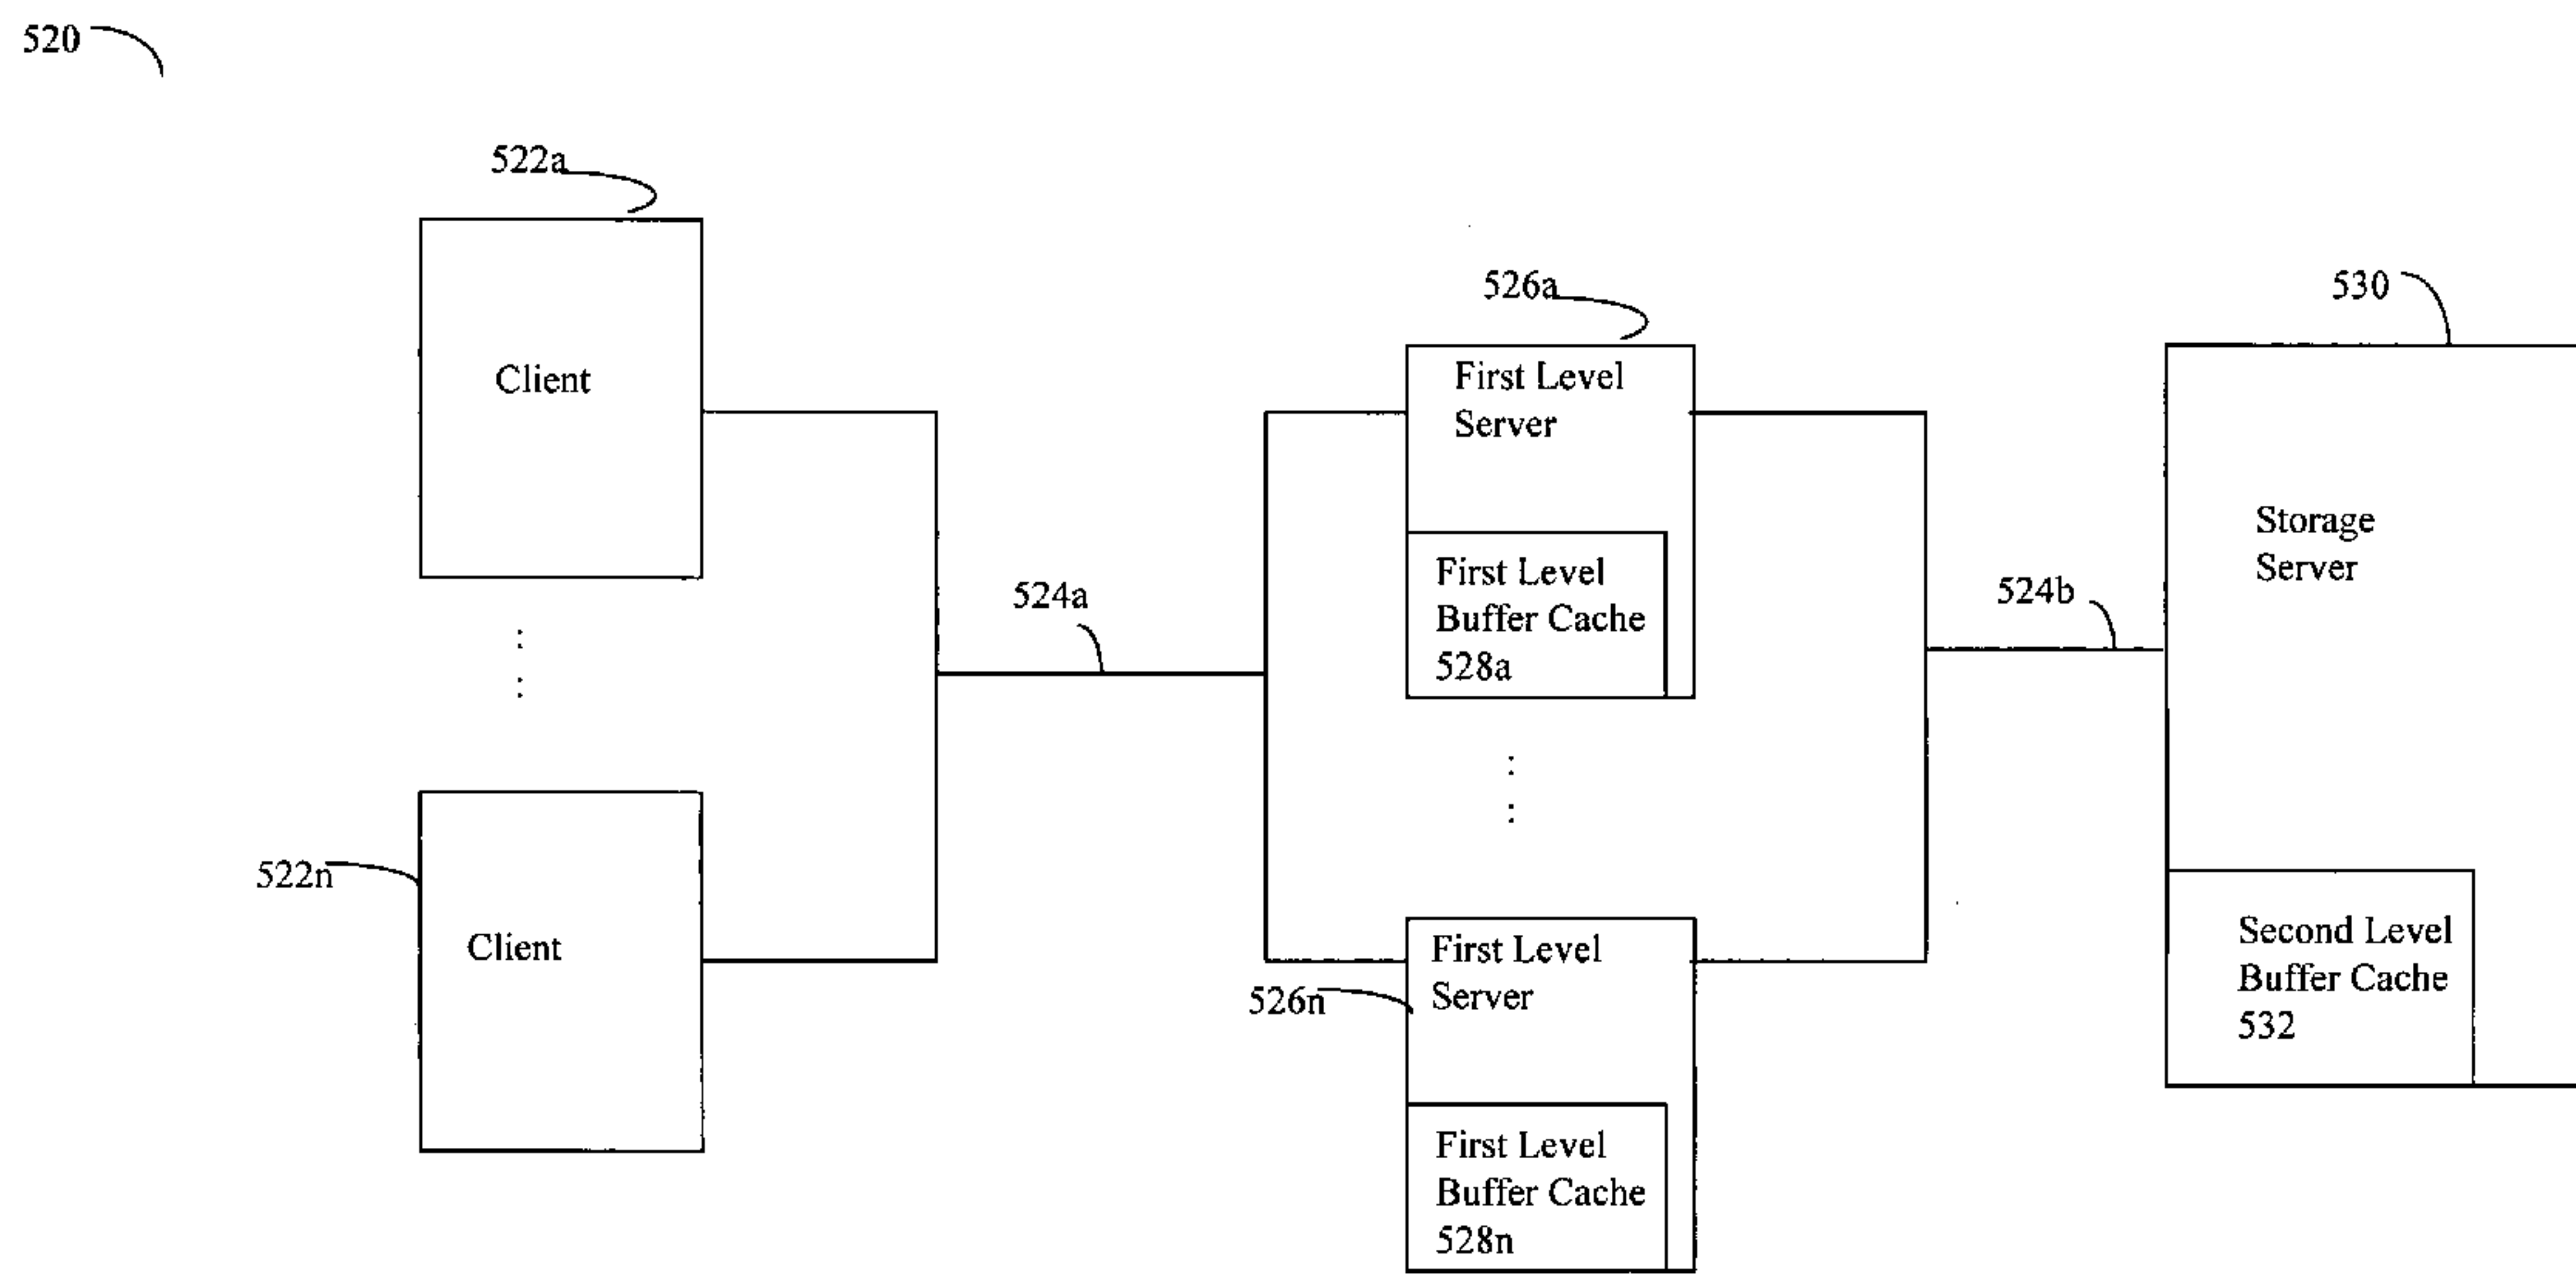 520
522a
Client
522n
Client
524a
526a
First Level
Server
First Level
Buffer Cache
528a
526n
First Level
Server
First Level
Buffer Cache
528n
524b
530
Storage
Server
Second Level
Buffer Cache
532